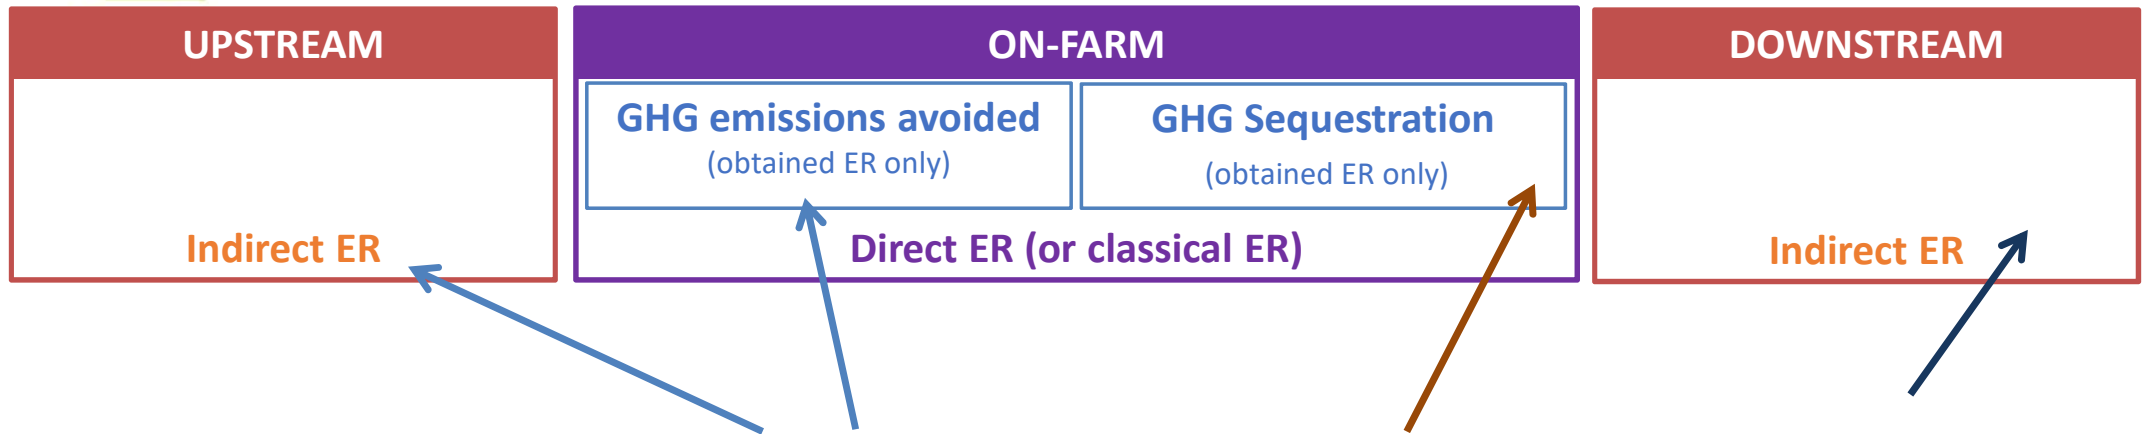 UPSTREAM
Indirect ER
ON-FARM
GHG emissions avoided
(obtained ER only)
GHG Sequestration
(obtained ER only)
Direct ER (or classical ER)
DOWNSTREAM
Indirect ER